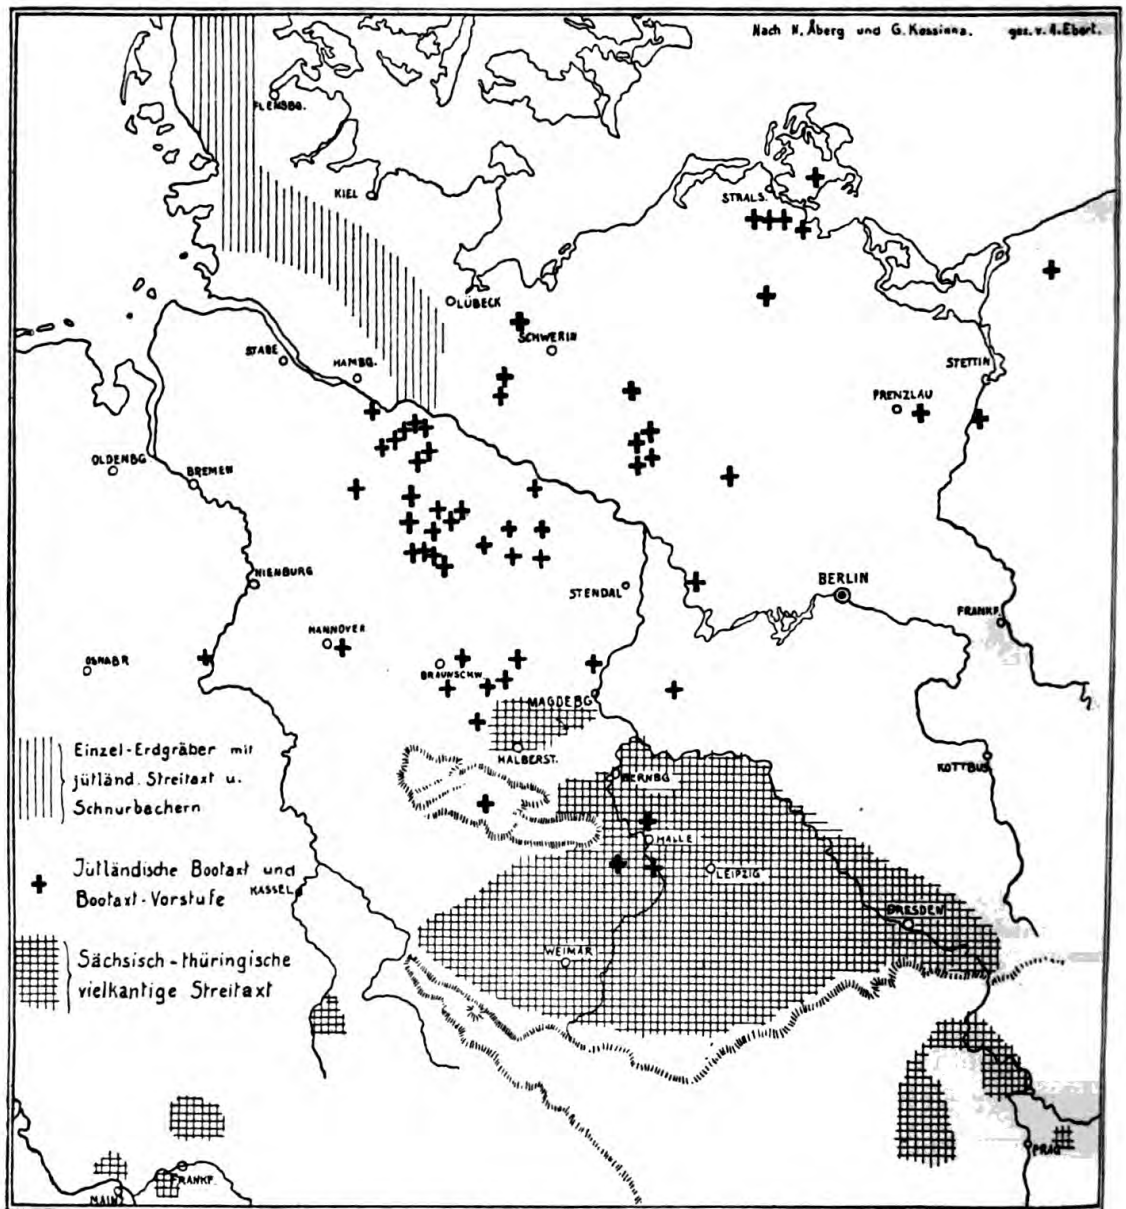 Nach N. Åberg und G. Kossinna. gez. v. A. Ebert.
FLENSBG.
KIEL
STRALS.
LÜBECK
SCHWERIN
STADE
HAMBG.
STETTIN
PRENZLAU
OLDENBG
BREMEN
NIENBURG
STENDAL
BERLIN
FRANKF.
HANNOVER
OSNABR
BRAUNSCHW.
MAGDEBG
HALBERST.
KOTTBUS
BERNBG
HALLE
LEIPZIG
DRESDEN
WEIMAR
KASSEL
PRAG
FRANKF.
MAINZ
Einzel-Erdgräber mit
jütländ. Streitaxt u.
Schnurbechern
Jütländische Bootaxt und
Bootaxt-Vorstufe
Sächsisch-thüringische
vielkantige Streitaxt